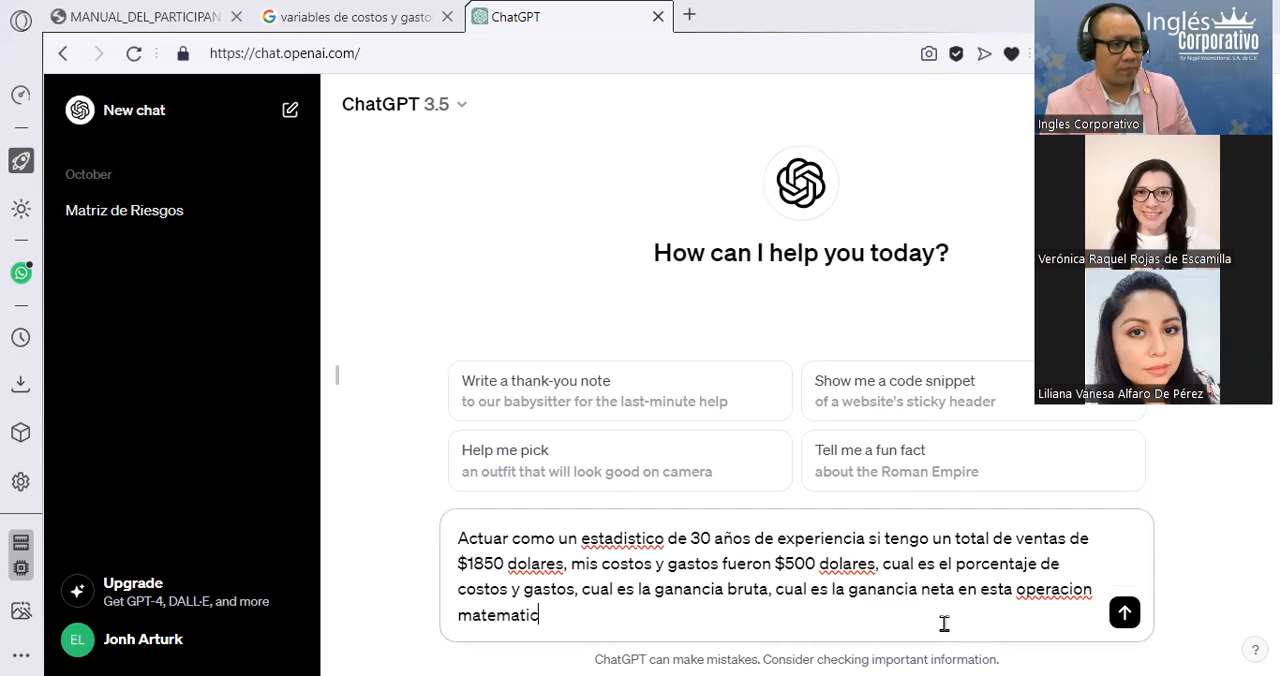 MANUAL_DEL_PARTICIPAN
variables de costos y gasto
ChatGPT
https://chat.openai.com/
New chat
October
Matriz de Riesgos
Upgrade
Get GPT-4, DALL·E, and more
EL
Jonh Arturk
ChatGPT 3.5
How can I help you today?
Write a thank-you note
to our babysitter for the last-minute help
Show me a code snippet
of a website's sticky header
Help me pick
an outfit that will look good on camera
Tell me a fun fact
about the Roman Empire
Actuar como un estadistico de 30 años de experiencia si tengo un total de ventas de
$1850 dolares, mis costos y gastos fueron $500 dolares, cual es el porcentaje de
costos y gastos, cual es la ganancia bruta, cual es la ganancia neta en esta operacion
matematic
ChatGPT can make mistakes. Consider checking important information.
?
Inglés
Corporativo
By Regal International, S.A. de C.V.
Ingles Corporativo
Verónica Raquel Rojas de Escamilla
Liliana Vanesa Alfaro De Pérez